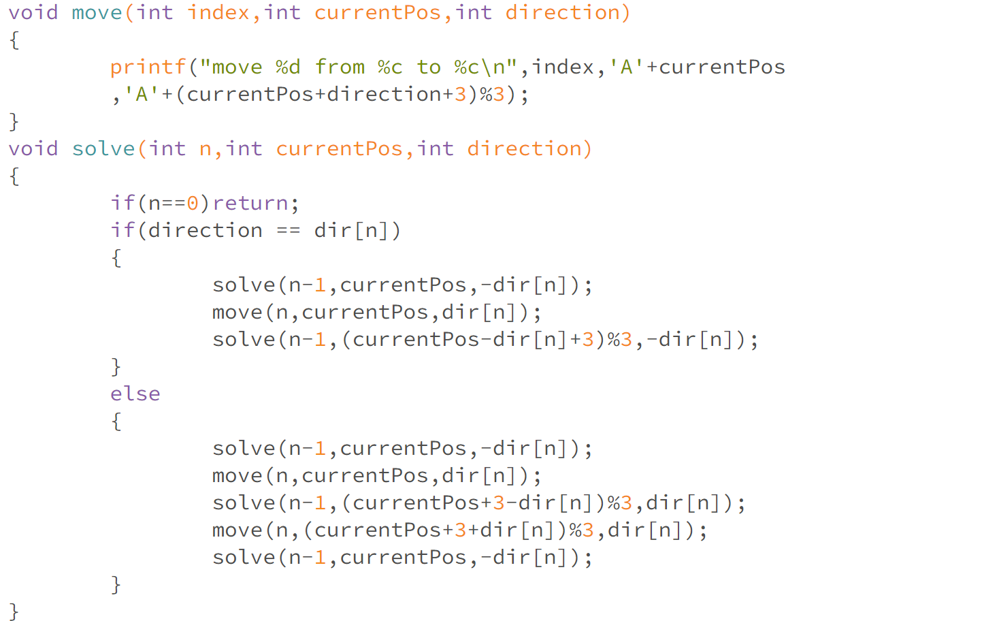 void move(int index,int currentPos,int direction)
{
        printf("move %d from %c to %c\n",index,'A'+currentPos
        ,'A'+(currentPos+direction+3)%3);
}
void solve(int n,int currentPos,int direction)
{
        if(n==0)return;
        if(direction == dir[n])
        {
                solve(n-1,currentPos,-dir[n]);
                move(n,currentPos,dir[n]);
                solve(n-1,(currentPos-dir[n]+3)%3,-dir[n]);
        }
        else
        {
                solve(n-1,currentPos,-dir[n]);
                move(n,currentPos,dir[n]);
                solve(n-1,(currentPos+3-dir[n])%3,dir[n]);
                move(n,(currentPos+3+dir[n])%3,dir[n]);
                solve(n-1,currentPos,-dir[n]);
        }
}